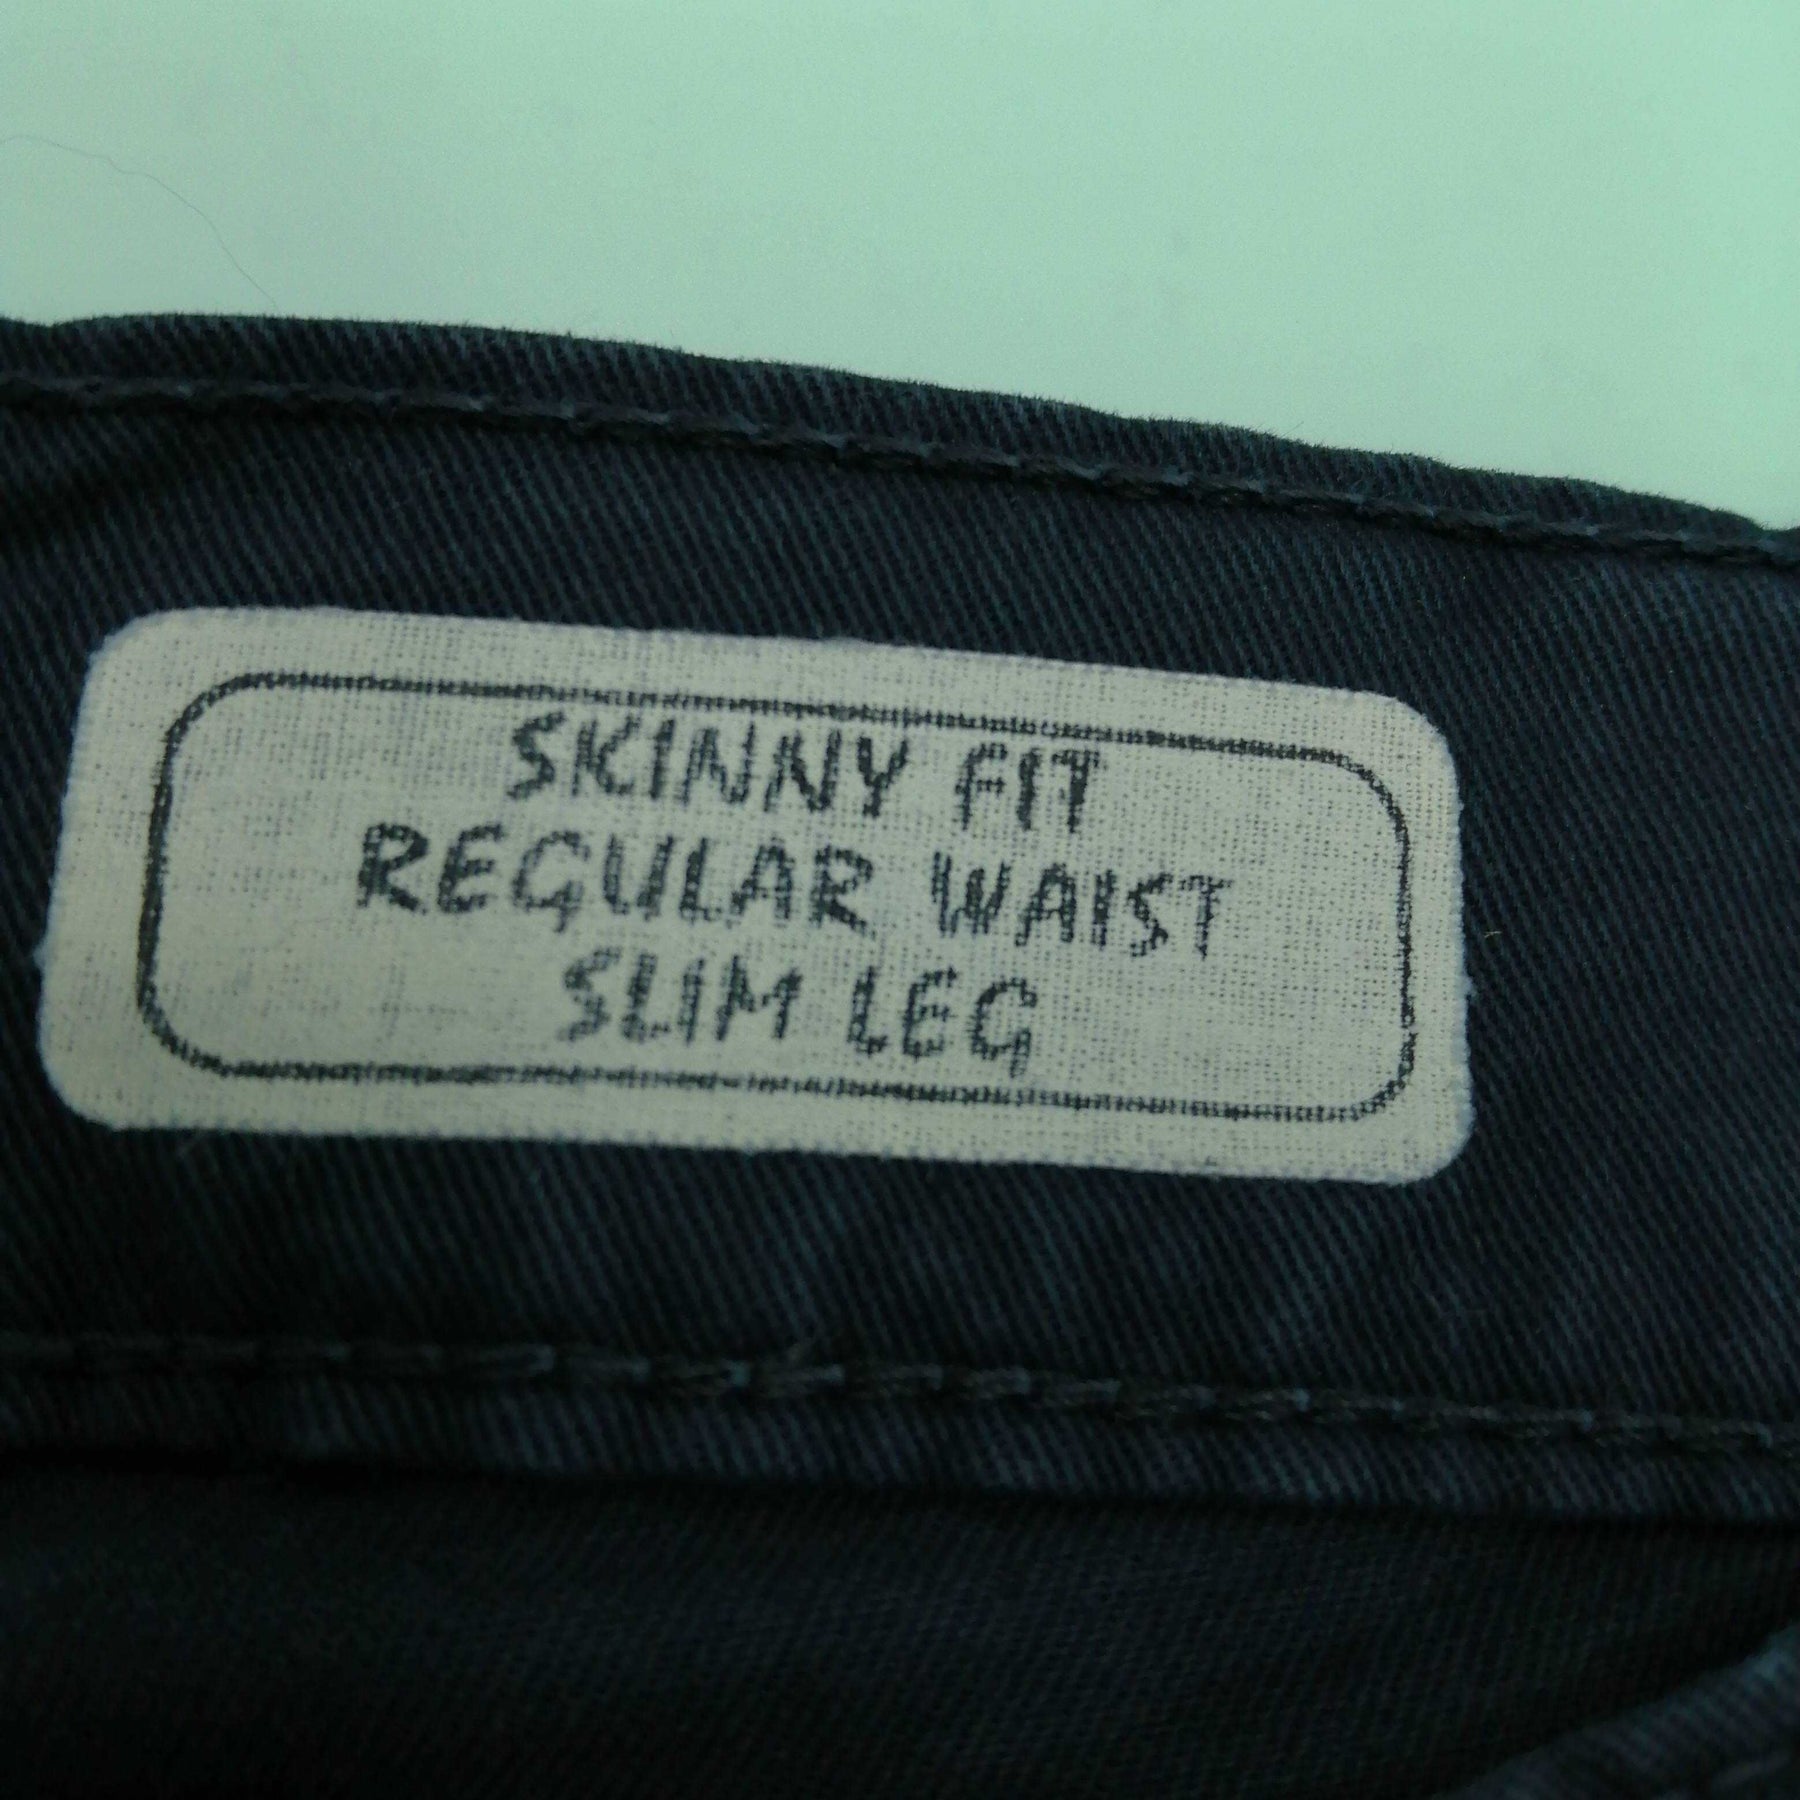 SKINNY FIT
REGULAR WAIST
SLIM LEG